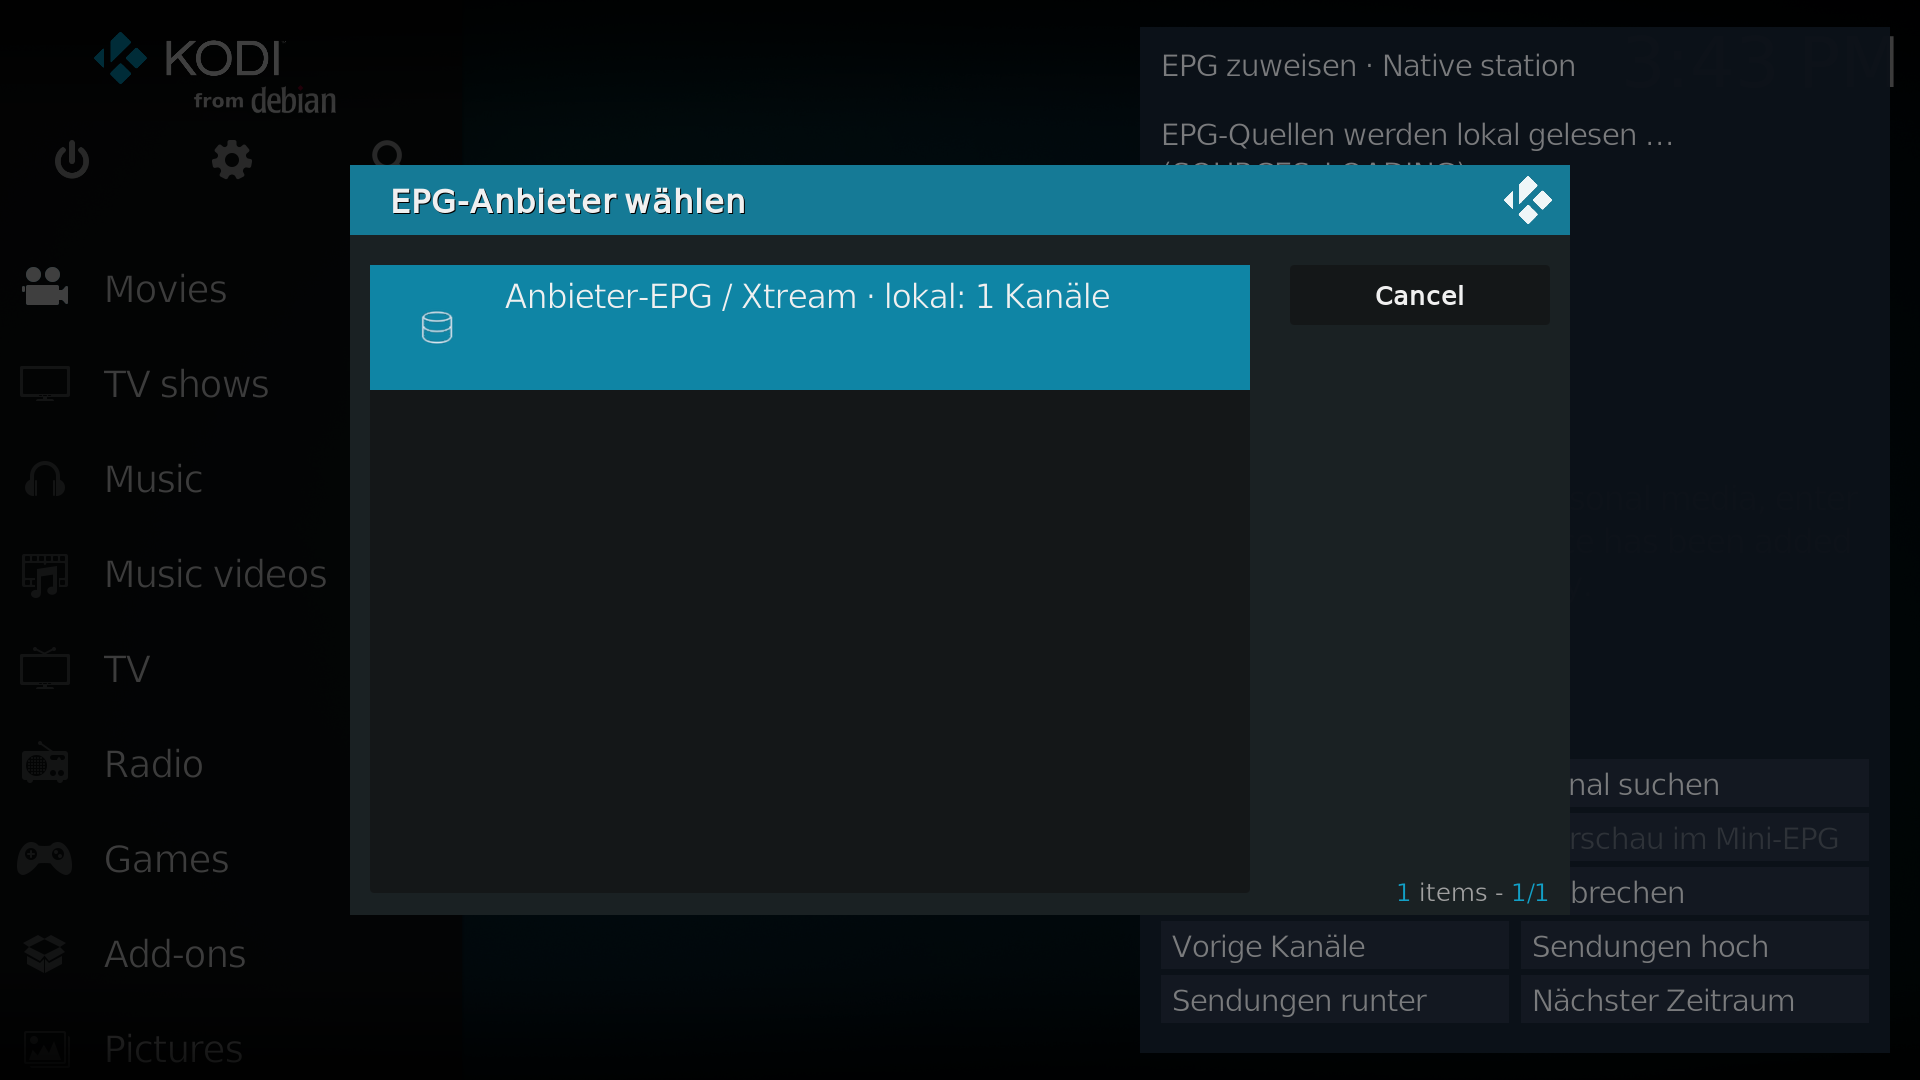 KODI
from debian
EPG zuweisen · Native station
EPG-Quellen werden lokal gelesen ...
EPG-Anbieter wählen
Anbieter-EPG / Xtream · lokal: 1 Kanäle
Cancel
Movies
TV shows
Music
Music videos
TV
Radio
Games
Add-ons
Pictures
nal suchen
rschau im Mini-EPG
brechen
1 items - 1/1
Vorige Kanäle
Sendungen hoch
Sendungen runter
Nächster Zeitraum